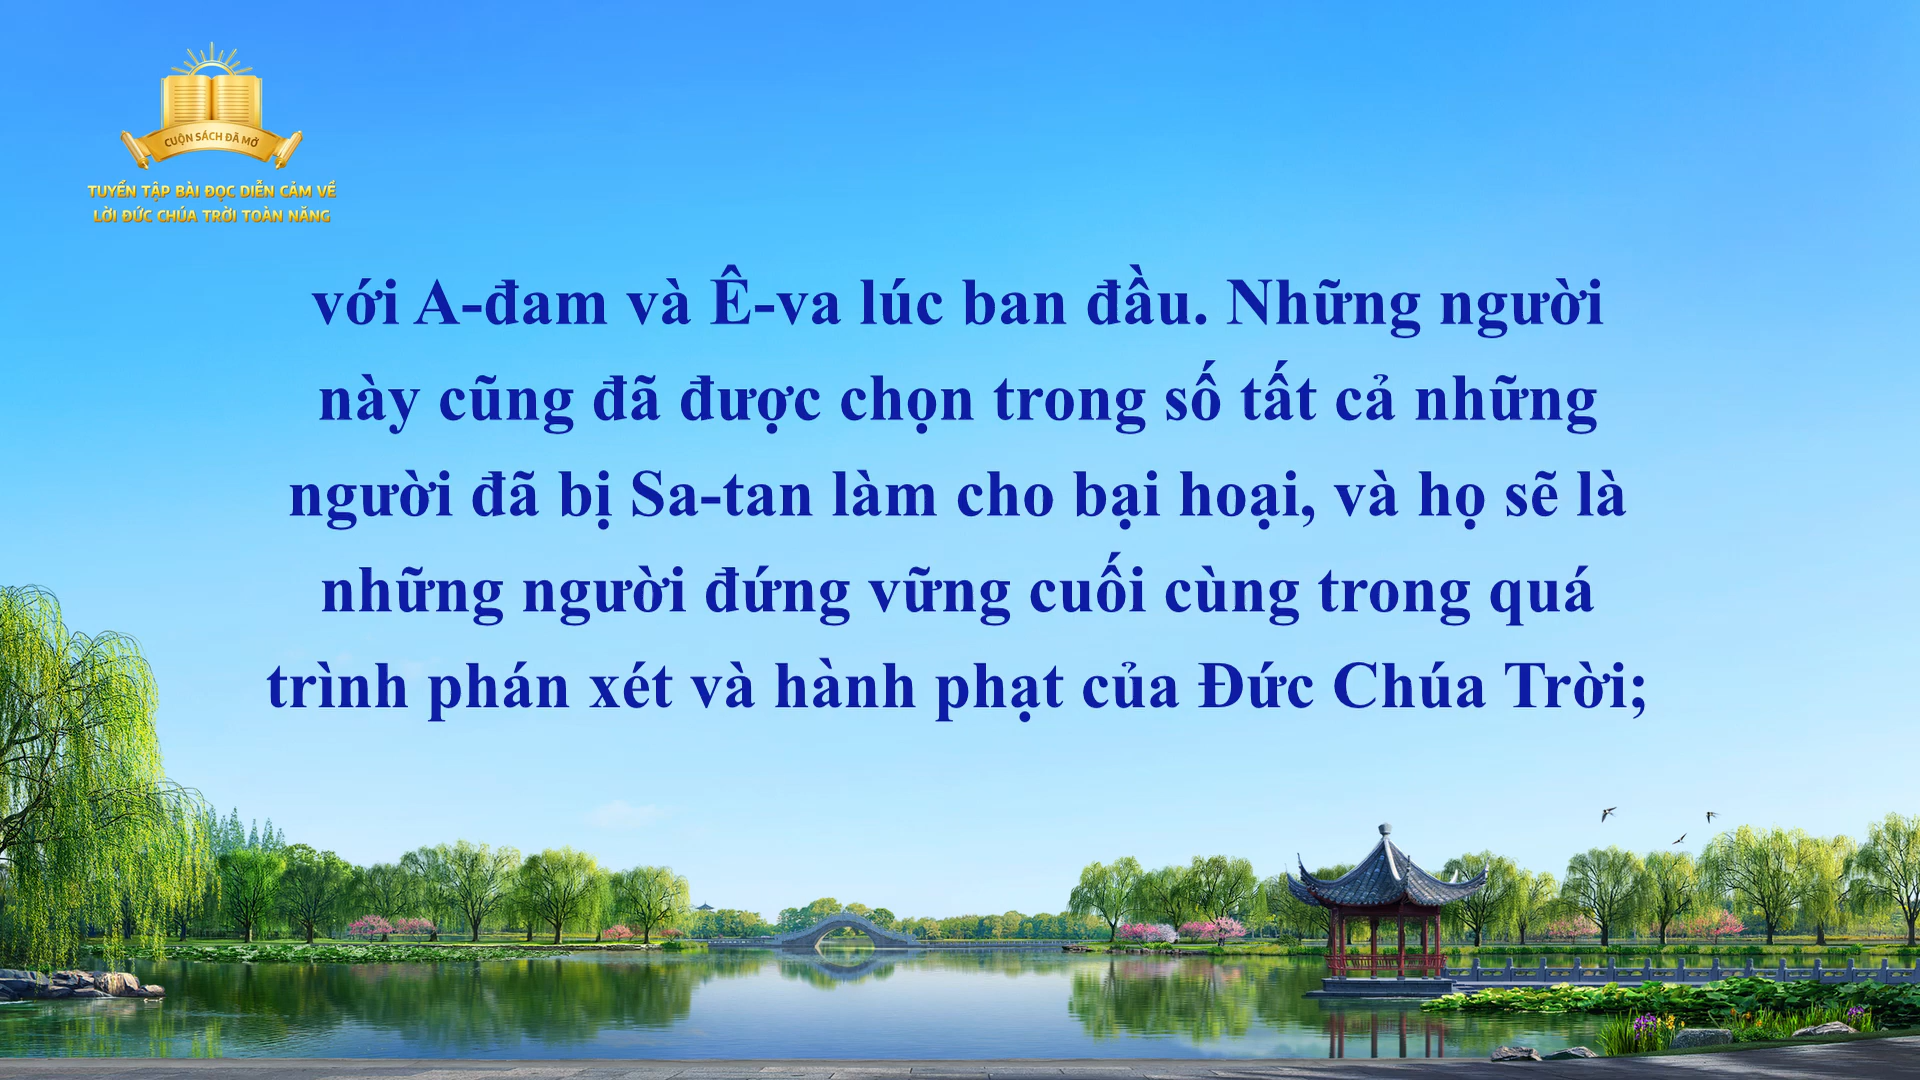 CUỘN SÁCH ĐÃ MỞ
TUYỂN TẬP BÀI ĐỌC DIỄN CẢM VỀ
LỜI ĐỨC CHÚA TRỜI TOÀN NĂNG
với A-đam và Ê-va lúc ban đầu. Những người
này cũng đã được chọn trong số tất cả những
người đã bị Sa-tan làm cho bại hoại, và họ sẽ là
những người đứng vững cuối cùng trong quá
trình phán xét và hành phạt của Đức Chúa Trời;